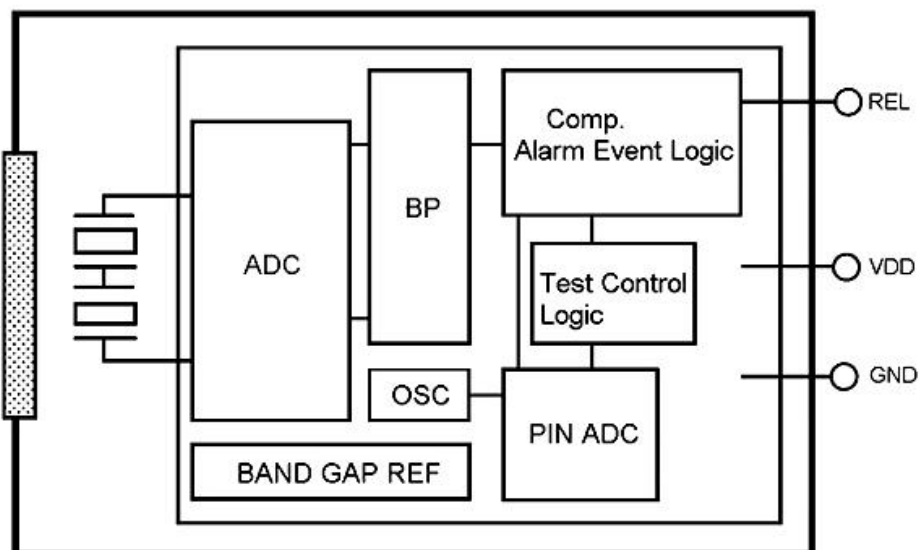 REL
Comp.
Alarm Event Logic
BP
ADC
VDD
Test Control
Logic
GND
OSC
PIN ADC
BAND GAP REF